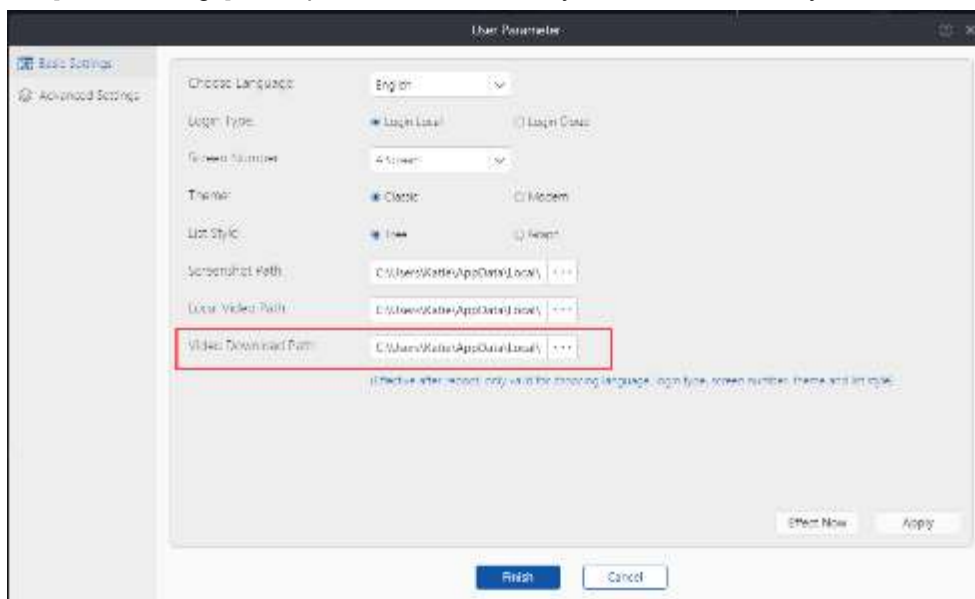 User Parameter
Basic Settings
Advanced Settings
Choose Language
English
Login Type
Login Local
Login Cloud
Screen Number
4 Screen
Theme
Classic
Modern
List Style
Tree
Graph
Screenshot Path
C:\Users\Katie\AppData\Local\
Local Video Path
C:\Users\Katie\AppData\Local\
Video Download Path
C:\Users\Katie\AppData\Local\
(Effective after reboot, only valid for choosing language, login type, screen number, theme and list style)
Effect Now
Apply
Finish
Cancel